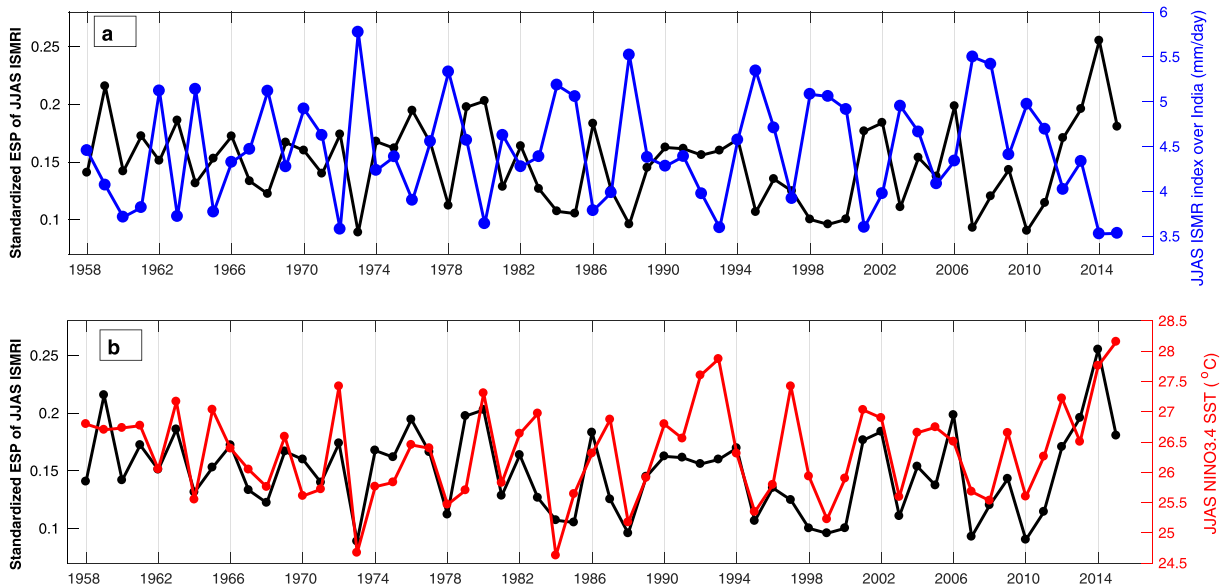 a
Standardized ESP of JJAS ISMRI
0.25
0.2
0.15
0.1
6
5.5
5
4.5
4
3.5
JJAS ISMR index over India (mm/day)
1958 1962 1966 1970 1974 1978 1982 1986 1990 1994 1998 2002 2006 2010 2014
b
Standardized ESP of JJAS ISMRI
0.25
0.2
0.15
0.1
28.5
28
27.5
27
26.5
26
25.5
25
24.5
JJAS NINO3.4 SST (°C)
1958 1962 1966 1970 1974 1978 1982 1986 1990 1994 1998 2002 2006 2010 2014